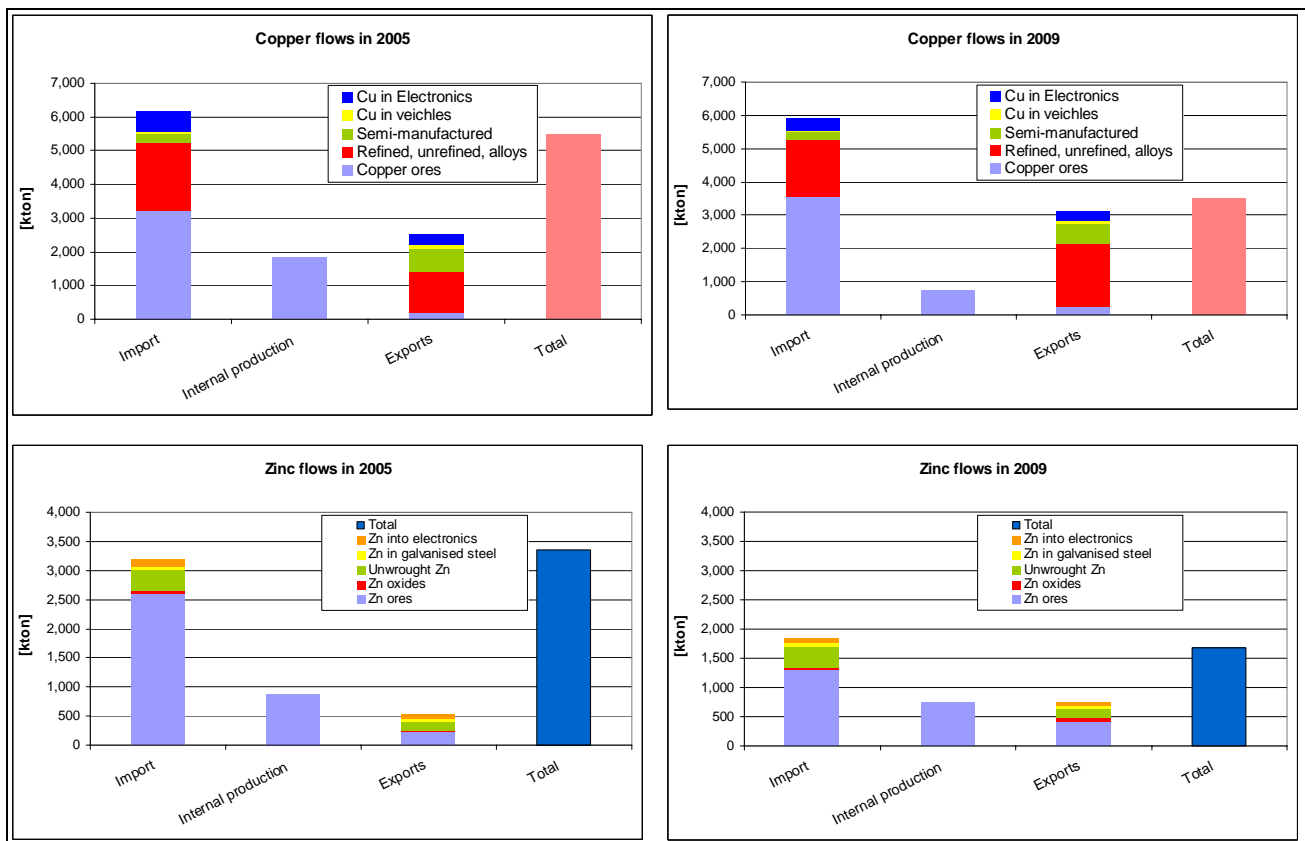 Copper flows in 2005
7,000
6,000
5,000
4,000
3,000
2,000
1,000
0
[kton]
Cu in Electronics
Cu in veichles
Semi-manufactured
Refined, unrefined, alloys
Copper ores
Import
Internal production
Exports
Total
Copper flows in 2009
7,000
6,000
5,000
4,000
3,000
2,000
1,000
0
Cu in Electronics
Cu in veichles
Semi-manufactured
Refined, unrefined, alloys
Copper ores
Import
Internal production
Exports
Total
Zinc flows in 2005
4,000
3,500
3,000
2,500
2,000
1,500
1,000
500
0
[kton]
Total
Zn into electronics
Zn in galvanised steel
Unwrought Zn
Zn oxides
Zn ores
Import
Internal production
Exports
Total
Zinc flows in 2009
4,000
3,500
3,000
2,500
2,000
1,500
1,000
500
0
[kton]
Total
Zn into electronics
Zn in galvanised steel
Unwrought Zn
Zn oxides
Zn ores
Import
Internal production
Exports
Total